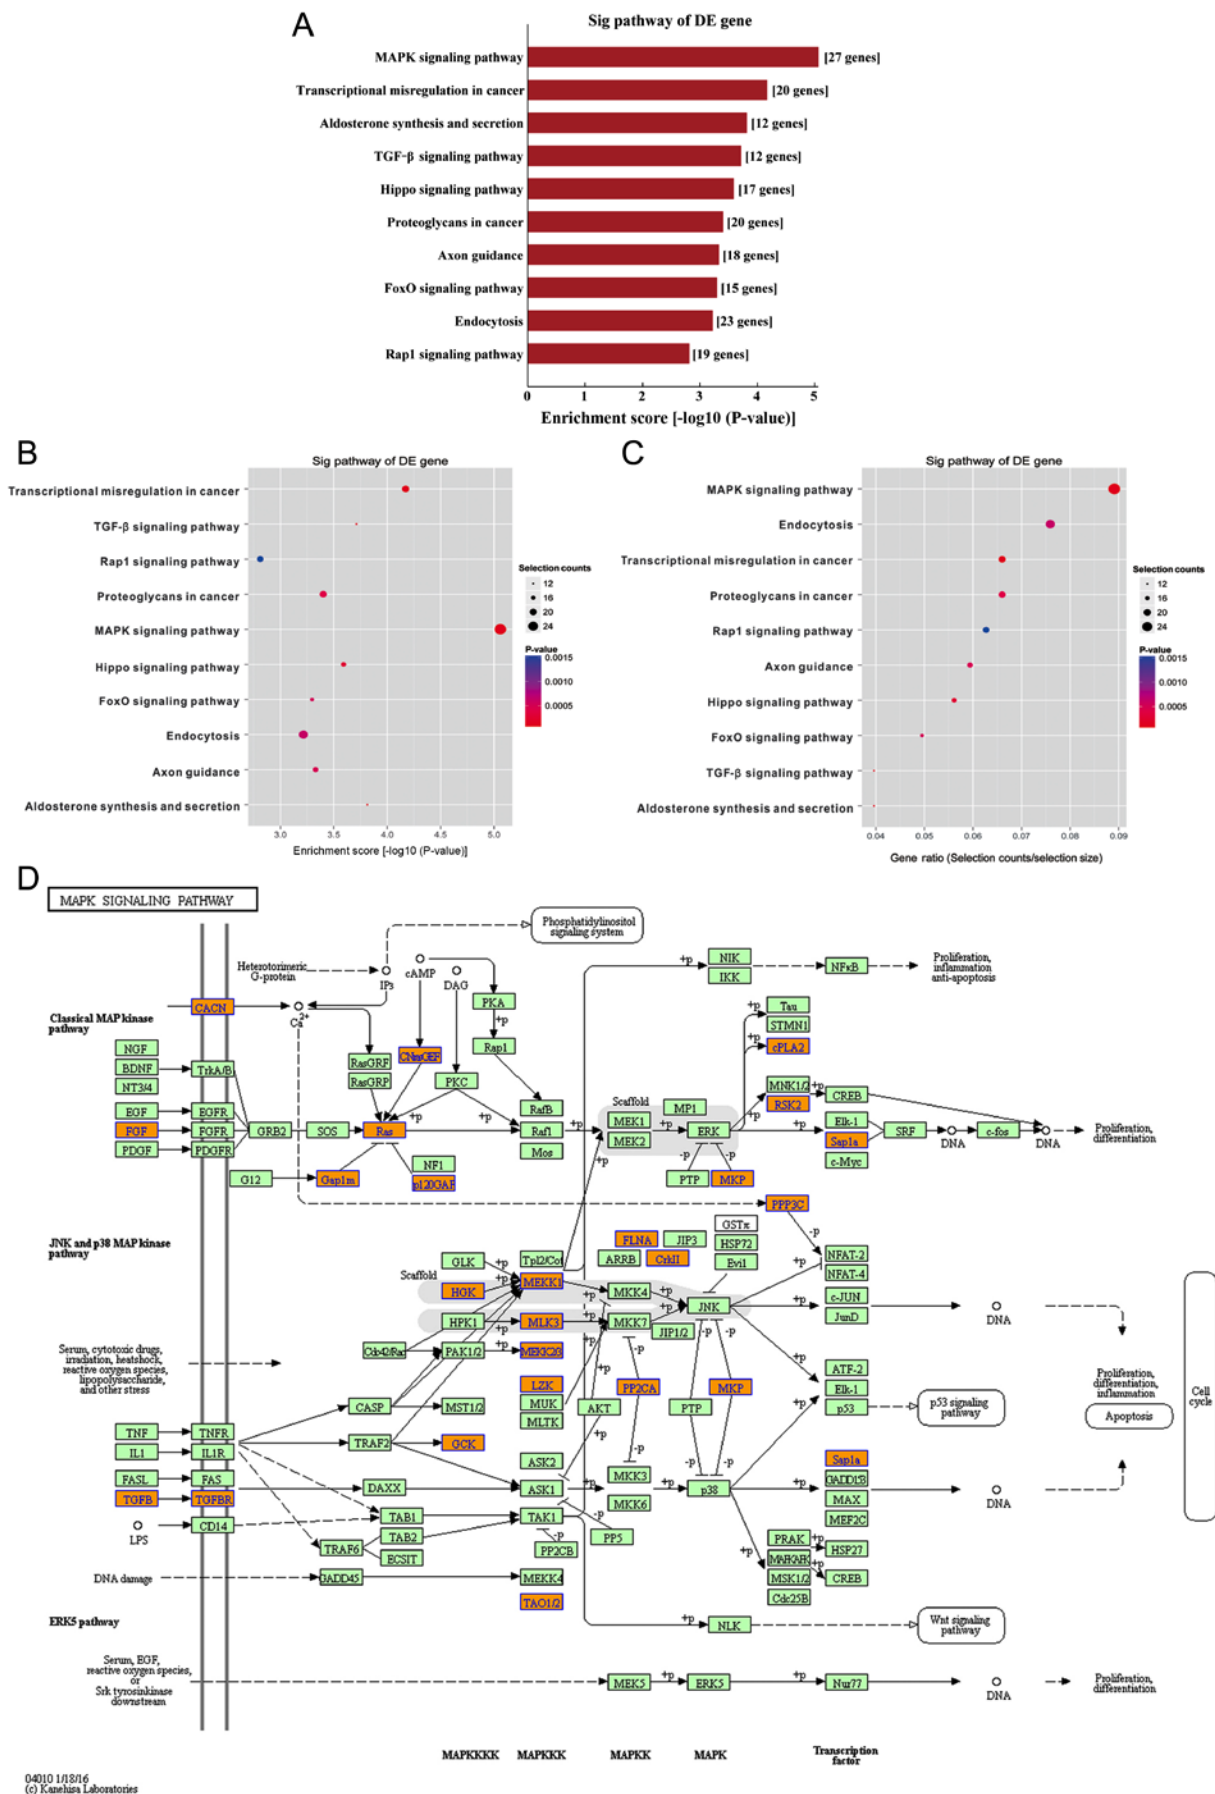 A
Sig pathway of DE gene
MAPK signaling pathway
[27 genes]
Transcriptional misregulation in cancer
[20 genes]
Aldosterone synthesis and secretion
[12 genes]
TGF-β signaling pathway
[12 genes]
Hippo signaling pathway
[17 genes]
Proteoglycans in cancer
[20 genes]
Axon guidance
[18 genes]
FoxO signaling pathway
[15 genes]
Endocytosis
[23 genes]
Rap1 signaling pathway
[19 genes]
0 1 2 3 4 5
Enrichment score [-log10 (P-value)]
B
Sig pathway of DE gene
Transcriptional misregulation in cancer
TGF-β signaling pathway
Rap1 signaling pathway
Proteoglycans in cancer
MAPK signaling pathway
Hippo signaling pathway
FoxO signaling pathway
Endocytosis
Axon guidance
Aldosterone synthesis and secretion
3.0 3.5 4.0 4.5 5.0
Enrichment score [-log10 (P-value)]
Selection counts
12
16
20
24
P-value
0.0015
0.0010
0.0005
C
Sig pathway of DE gene
MAPK signaling pathway
Endocytosis
Transcriptional misregulation in cancer
Proteoglycans in cancer
Rap1 signaling pathway
Axon guidance
Hippo signaling pathway
FoxO signaling pathway
TGF-β signaling pathway
Aldosterone synthesis and secretion
0.04 0.05 0.06 0.07 0.08 0.09
Gene ratio (Selection counts/selection size)
Selection counts
12
16
20
24
P-value
0.0015
0.0010
0.0005
D
MAPK SIGNALING PATHWAY
Phosphatidylinositol
signaling system
Heterotorimeric
G-protein
IP3
cAMP
DAG
NIK
IKK
+p
NFκB
Proliferation,
inflammation
anti-apoptosis
CACN
Ca2+
PKA
+p
Rap1
Tau
STMN1
cPLA2
+p
+p
Classical MAP kinase
pathway
NGF
BDNF
NT3/4
TrkA/B
RasGRF
RasGRP
CNasGEF
PKC
MNK1/2
RSK2
+p
+p
CREB
EGF
FGF
PDGF
EGFR
FGFR
PDGFR
GRB2
SOS
Ras
+p
+p
RafB
Raf1
Mos
+p
Scaffold
MEK1
MEK2
MP1
+p
ERK
+p
Elk-1
Sap1a
c-Myc
SRF
DNA
c-fos
DNA
Proliferation,
differentiation
G12
Gap1m
NF1
p120GAP
+p
-p
-p
PTP
MKP
PPP3C
-p
JNK and p38 MAP kinase
pathway
Scaffold
GLK
HGK
HPK1
Tpl2/Cot
MEKK1
MLK3
MEKK2/3
+p
+p
+p
+p
FLNA
ARRB
CrkII
JIP3
GSTπ
HSP72
Evi1
MKK4
MKK7
JIP1/2
+p
+p
+p
+p
JNK
+p
+p
NFAT-2
NFAT-4
c-JUN
JunD
DNA
Serum, cytotoxic drugs,
irradiation, heatshock,
reactive oxygen species,
lipopolysaccharide,
and other stress
Cdc42/Rac
PAK1/2
LZK
MUK
MLTK
PP2CA
-p
-p
AKT
+p
PTP
MKP
-p
-p
-p
-p
+p
+p
ATF-2
Elk-1
p53
p53 signaling
pathway
Proliferation,
differentiation,
inflammation
Apoptosis
Cell
cycle
CASP
MST1/2
TRAF2
GCK
TNF
IL1
FASL
TGFB
TNFR
IL1R
FAS
TGFBR
DAXX
ASK2
ASK1
+p
MKK3
MKK6
+p
p38
+p
Sap1a
GADD153
MAX
MEF2C
DNA
LPS
CD14
TAB1
TAB2
ECSIT
TRAF6
TAK1
-p
-p
PP2CB
PP5
+p
PRAK
MAPKAPK
MSK1/2
Cdc25B
+p
+p
HSP27
CREB
DNA damage
GADD45
MEKK4
TAO1/2
+p
NLK
Wnt signaling
pathway
ERK5 pathway
Serum, EGF,
reactive oxygen species,
or
Srk tyrosinkinase
downstream
MEK5
+p
ERK5
+p
Nur77
DNA
Proliferation,
differentiation
MAPKKKK
MAPKKK
MAPKK
MAPK
Transcription
factor
04010 1/18/16
(c) Kanehisa Laboratories